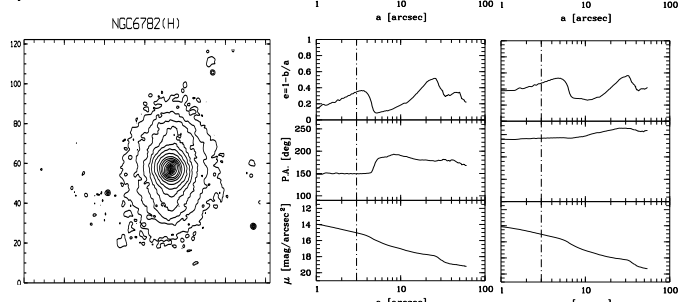 1 10 100 1 10 100
a [arcsec] a [arcsec]
NGC6782(H)
120
100
80
60
40
20
0
1
0.8
0.6
0.4
0.2
0
e=1-b/a
250
200
150
100
P.A. [deg]
12
14
16
18
20
μ [mag/arcsec²]
1 10 100 1 10 100
a [arcsec]